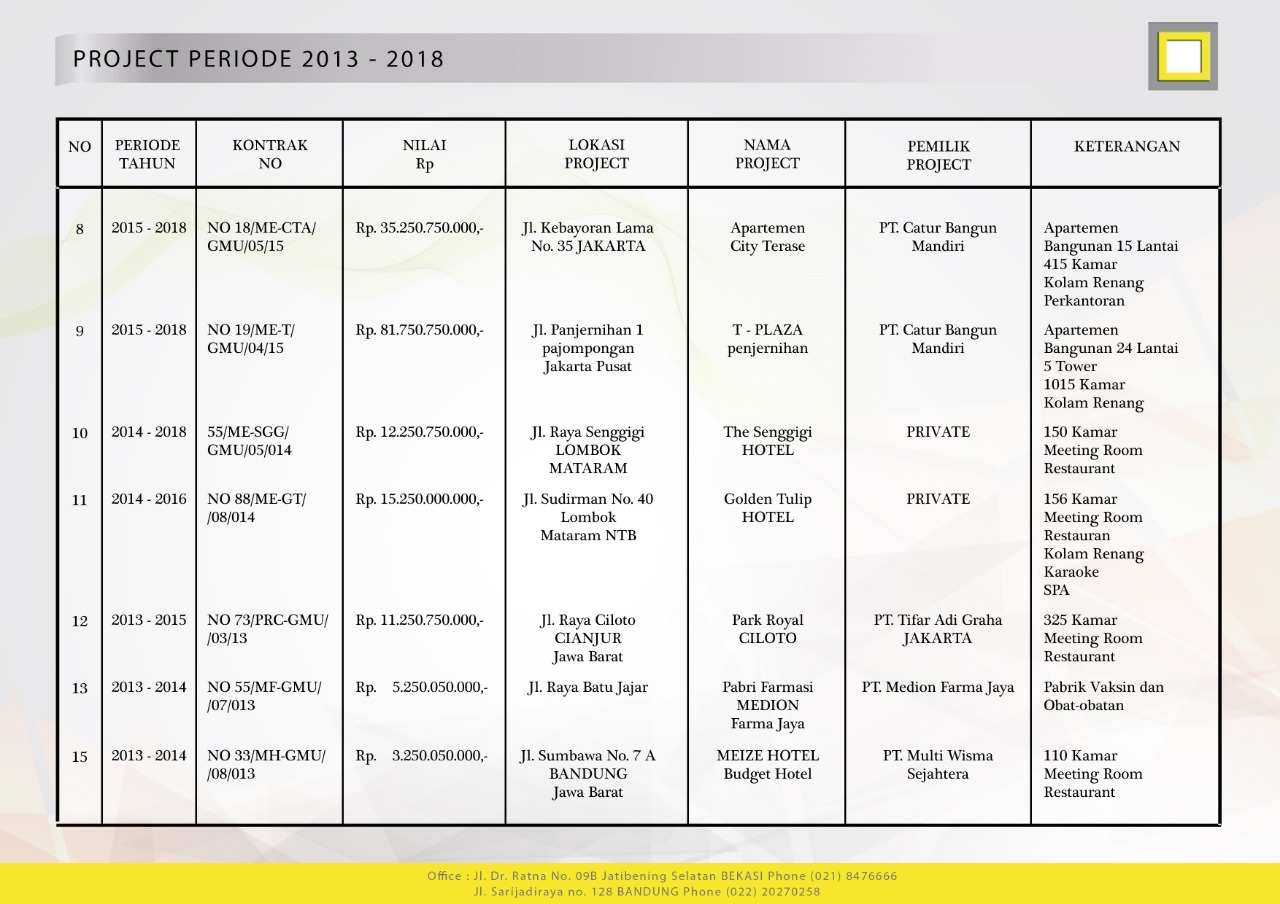 PROJECT PERIODE 2013 - 2018
NO
PERIODE
TAHUN
KONTRAK
NO
NILAI
Rp
LOKASI
PROJECT
NAMA
PROJECT
PEMILIK
PROJECT
KETERANGAN
8
2015 - 2018
NO 18/ME-CTA/
GMU/05/15
Rp. 35.250.750.000,-
Jl. Kebayoran Lama
No. 35 JAKARTA
Apartemen
City Terase
PT. Catur Bangun
Mandiri
Apartemen
Bangunan 15 Lantai
415 Kamar
Kolam Renang
Perkantoran
9
2015 - 2018
NO 19/ME-T/
GMU/04/15
Rp. 81.750.750.000,-
Jl. Panjernihan 1
pajompongan
Jakarta Pusat
T - PLAZA
penjernihan
PT. Catur Bangun
Mandiri
Apartemen
Bangunan 24 Lantai
5 Tower
1015 Kamar
Kolam Renang
10
2014 - 2018
55/ME-SGG/
GMU/05/014
Rp. 12.250.750.000,-
Jl. Raya Senggigi
LOMBOK
MATARAM
The Senggigi
HOTEL
PRIVATE
150 Kamar
Meeting Room
Restaurant
11
2014 - 2016
NO 88/ME-GT/
/08/014
Rp. 15.250.000.000,-
Jl. Sudirman No. 40
Lombok
Mataram NTB
Golden Tulip
HOTEL
PRIVATE
156 Kamar
Meeting Room
Restauran
Kolam Renang
Karaoke
SPA
12
2013 - 2015
NO 73/PRC-GMU/
/03/13
Rp. 11.250.750.000,-
Jl. Raya Ciloto
CIANJUR
Jawa Barat
Park Royal
CILOTO
PT. Tifar Adi Graha
JAKARTA
325 Kamar
Meeting Room
Restaurant
13
2013 - 2014
NO 55/MF-GMU/
/07/013
Rp. 5.250.050.000,-
Jl. Raya Batu Jajar
Pabri Farmasi
MEDION
Farma Jaya
PT. Medion Farma Jaya
Pabrik Vaksin dan
Obat-obatan
15
2013 - 2014
NO 33/MH-GMU/
/08/013
Rp. 3.250.050.000,-
Jl. Sumbawa No. 7 A
BANDUNG
Jawa Barat
MEIZE HOTEL
Budget Hotel
PT. Multi Wisma
Sejahtera
110 Kamar
Meeting Room
Restaurant
Office : Jl. Dr. Ratna No. 09B Jatibening Selatan BEKASI Phone (021) 8476666
Jl. Sarijadiraya no. 128 BANDUNG Phone (022) 20270258